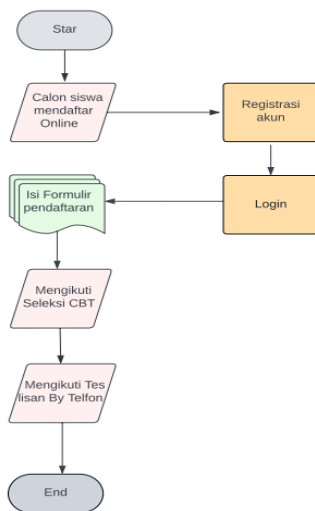 Star
Calon siswa
mendaftar
Online
Registrasi
akun
Isi Formulir
pendaftaran
Login
Mengikuti
Seleksi CBT
Mengikuti Tes
lisan By Telfon
End